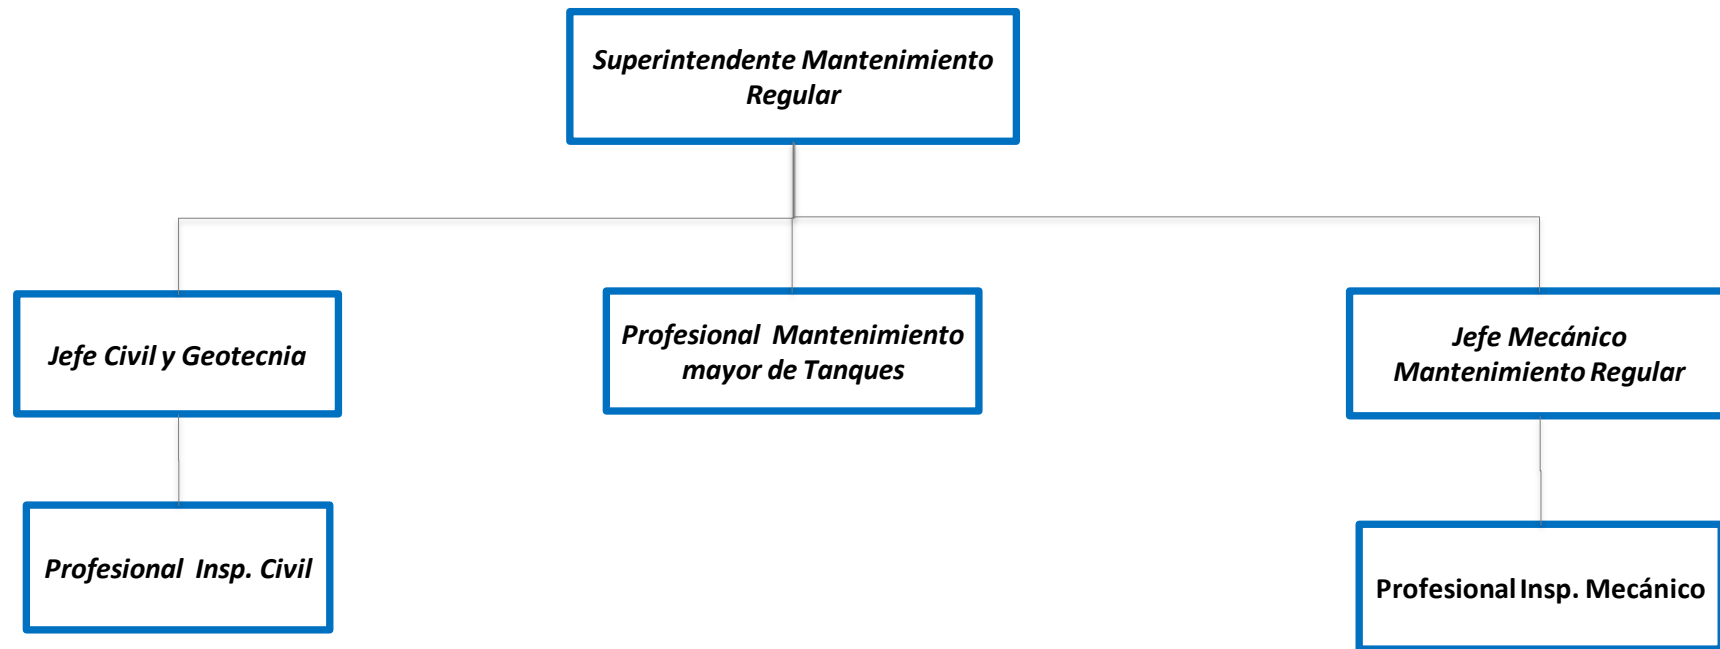 Superintendente Mantenimiento
Regular
Jefe Civil y Geotecnia
Profesional Mantenimiento
mayor de Tanques
Jefe Mecánico
Mantenimiento Regular
Profesional Insp. Civil
Profesional Insp. Mecánico